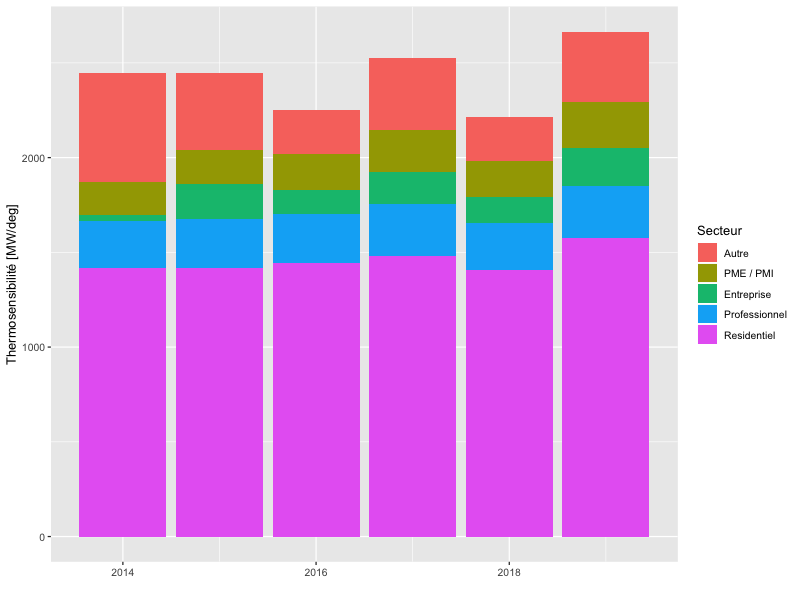 Thermosensibilité [MW/deg]
2000
1000
0
2014
2016
2018
Secteur
Autre
PME / PMI
Entreprise
Professionnel
Residentiel